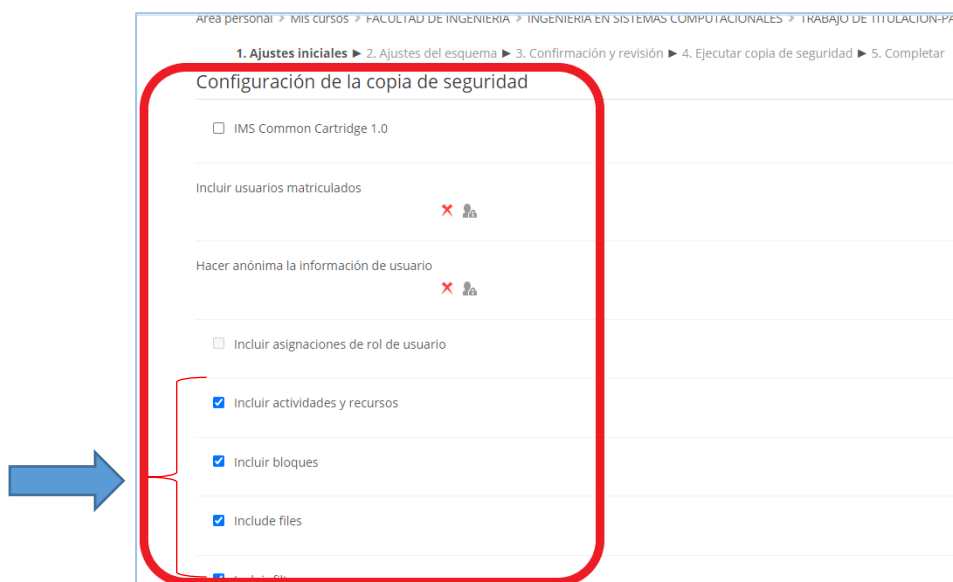 Área personal > Mis cursos > FACULTAD DE INGENIERÍA > INGENIERÍA EN SISTEMAS COMPUTACIONALES > TRABAJO DE TITULACIÓN-PA
1. Ajustes iniciales ► 2. Ajustes del esquema ► 3. Confirmación y revisión ► 4. Ejecutar copia de seguridad ► 5. Completar
Configuración de la copia de seguridad
IMS Common Cartridge 1.0
Incluir usuarios matriculados
Hacer anónima la información de usuario
Incluir asignaciones de rol de usuario
Incluir actividades y recursos
Incluir bloques
Include files